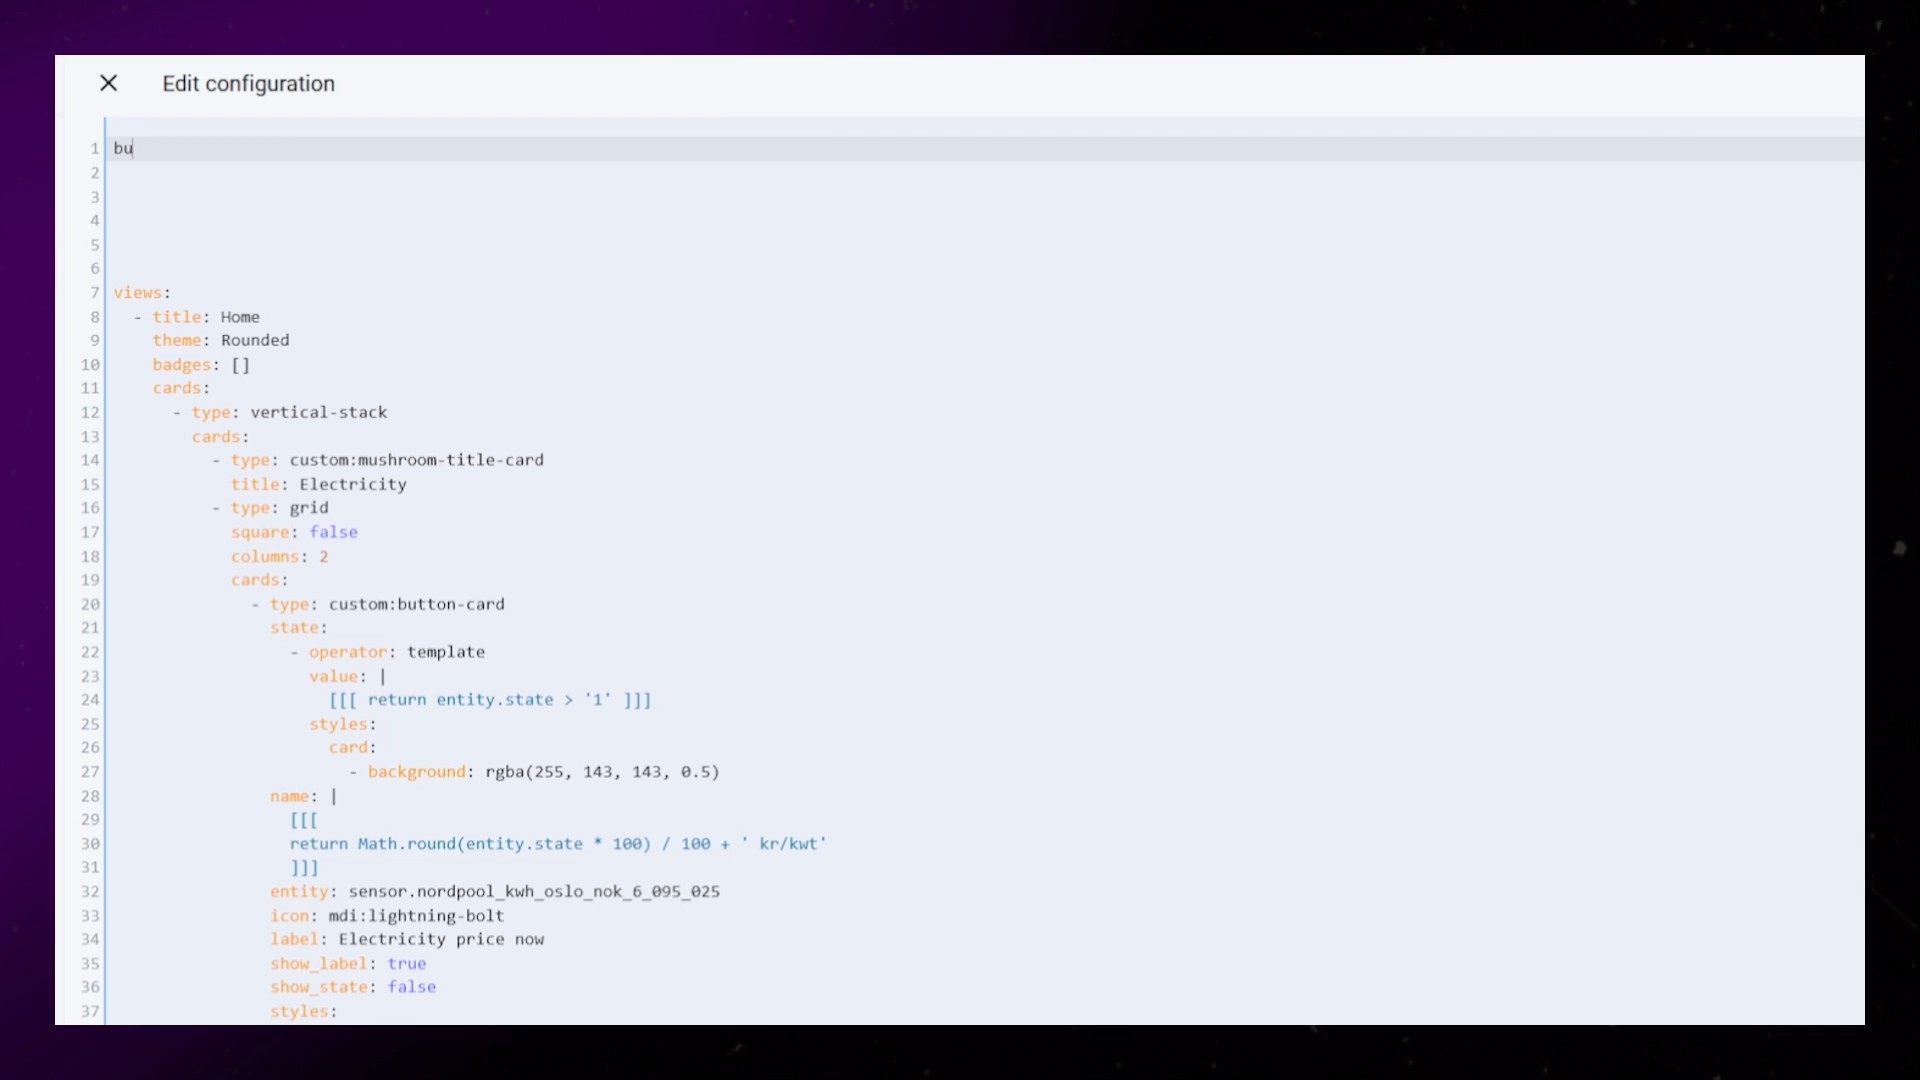 Edit configuration
1 bu
2
3
4
5
6
7 views:
8   - title: Home
9     theme: Rounded
10     badges: []
11     cards:
12       - type: vertical-stack
13         cards:
14           - type: custom:mushroom-title-card
15             title: Electricity
16           - type: grid
17             square: false
18             columns: 2
19             cards:
20               - type: custom:button-card
21                 state:
22                   - operator: template
23                     value: |
24                       [[[ return entity.state > '1' ]]]
25                     styles:
26                       card:
27                         - background: rgba(255, 143, 143, 0.5)
28                 name: |
29                   [[[
30                   return Math.round(entity.state * 100) / 100 + ' kr/kwt'
31                   ]]]
32                 entity: sensor.nordpool_kwh_oslo_nok_6_095_025
33                 icon: mdi:lightning-bolt
34                 label: Electricity price now
35                 show_label: true
36                 show_state: false
37                 styles: